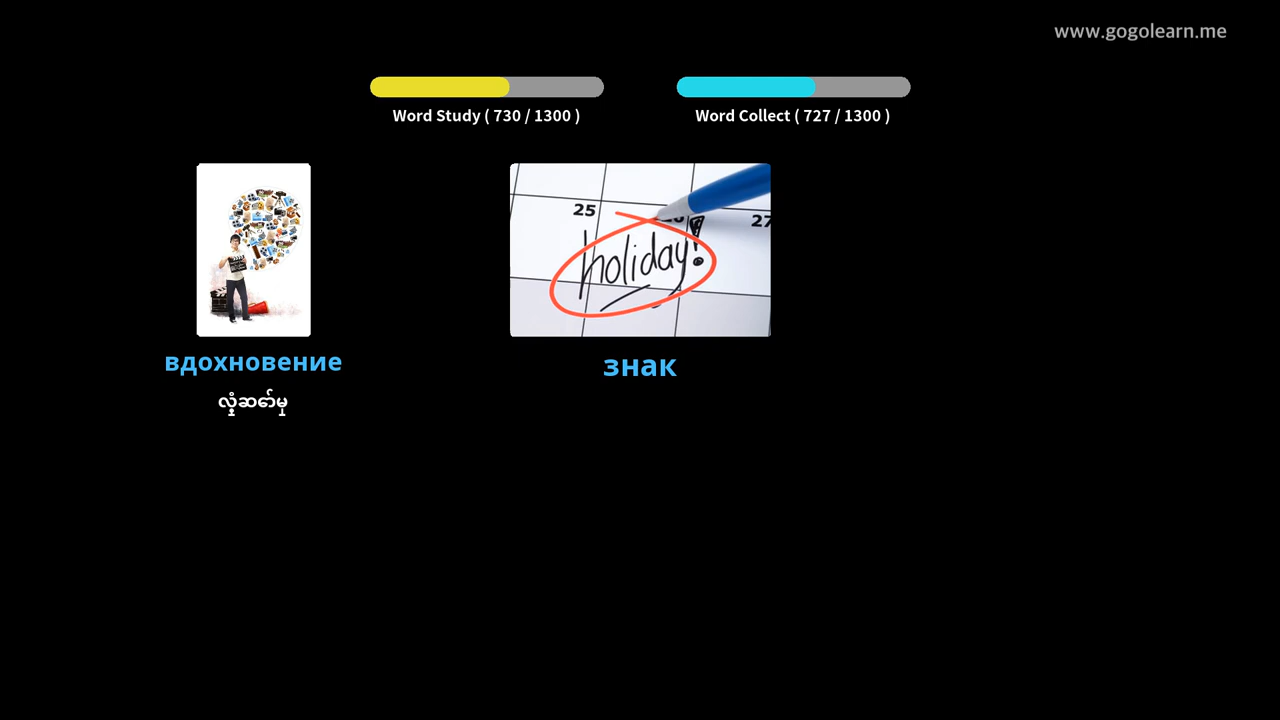 www.gogolearn.me
Word Study ( 730 / 1300 )
Word Collect ( 727 / 1300 )
25
27
holiday!
вдохновение
знак
လှုံ့ဆော်မှု